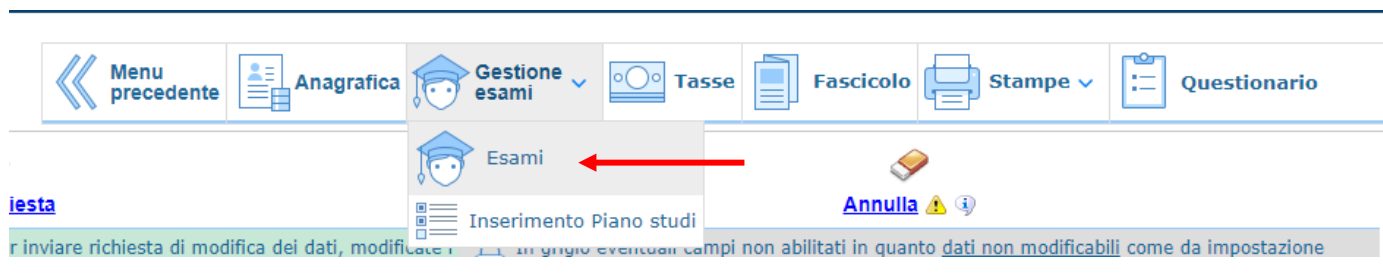 Menu precedente
Anagrafica
Gestione esami
Tasse
Fascicolo
Stampe
Questionario
Esami
Inserimento Piano studi
iesta
Annulla
r inviare richiesta di modifica dei dati, modificate i
In grigio eventuali campi non abilitati in quanto dati non modificabili come da impostazione